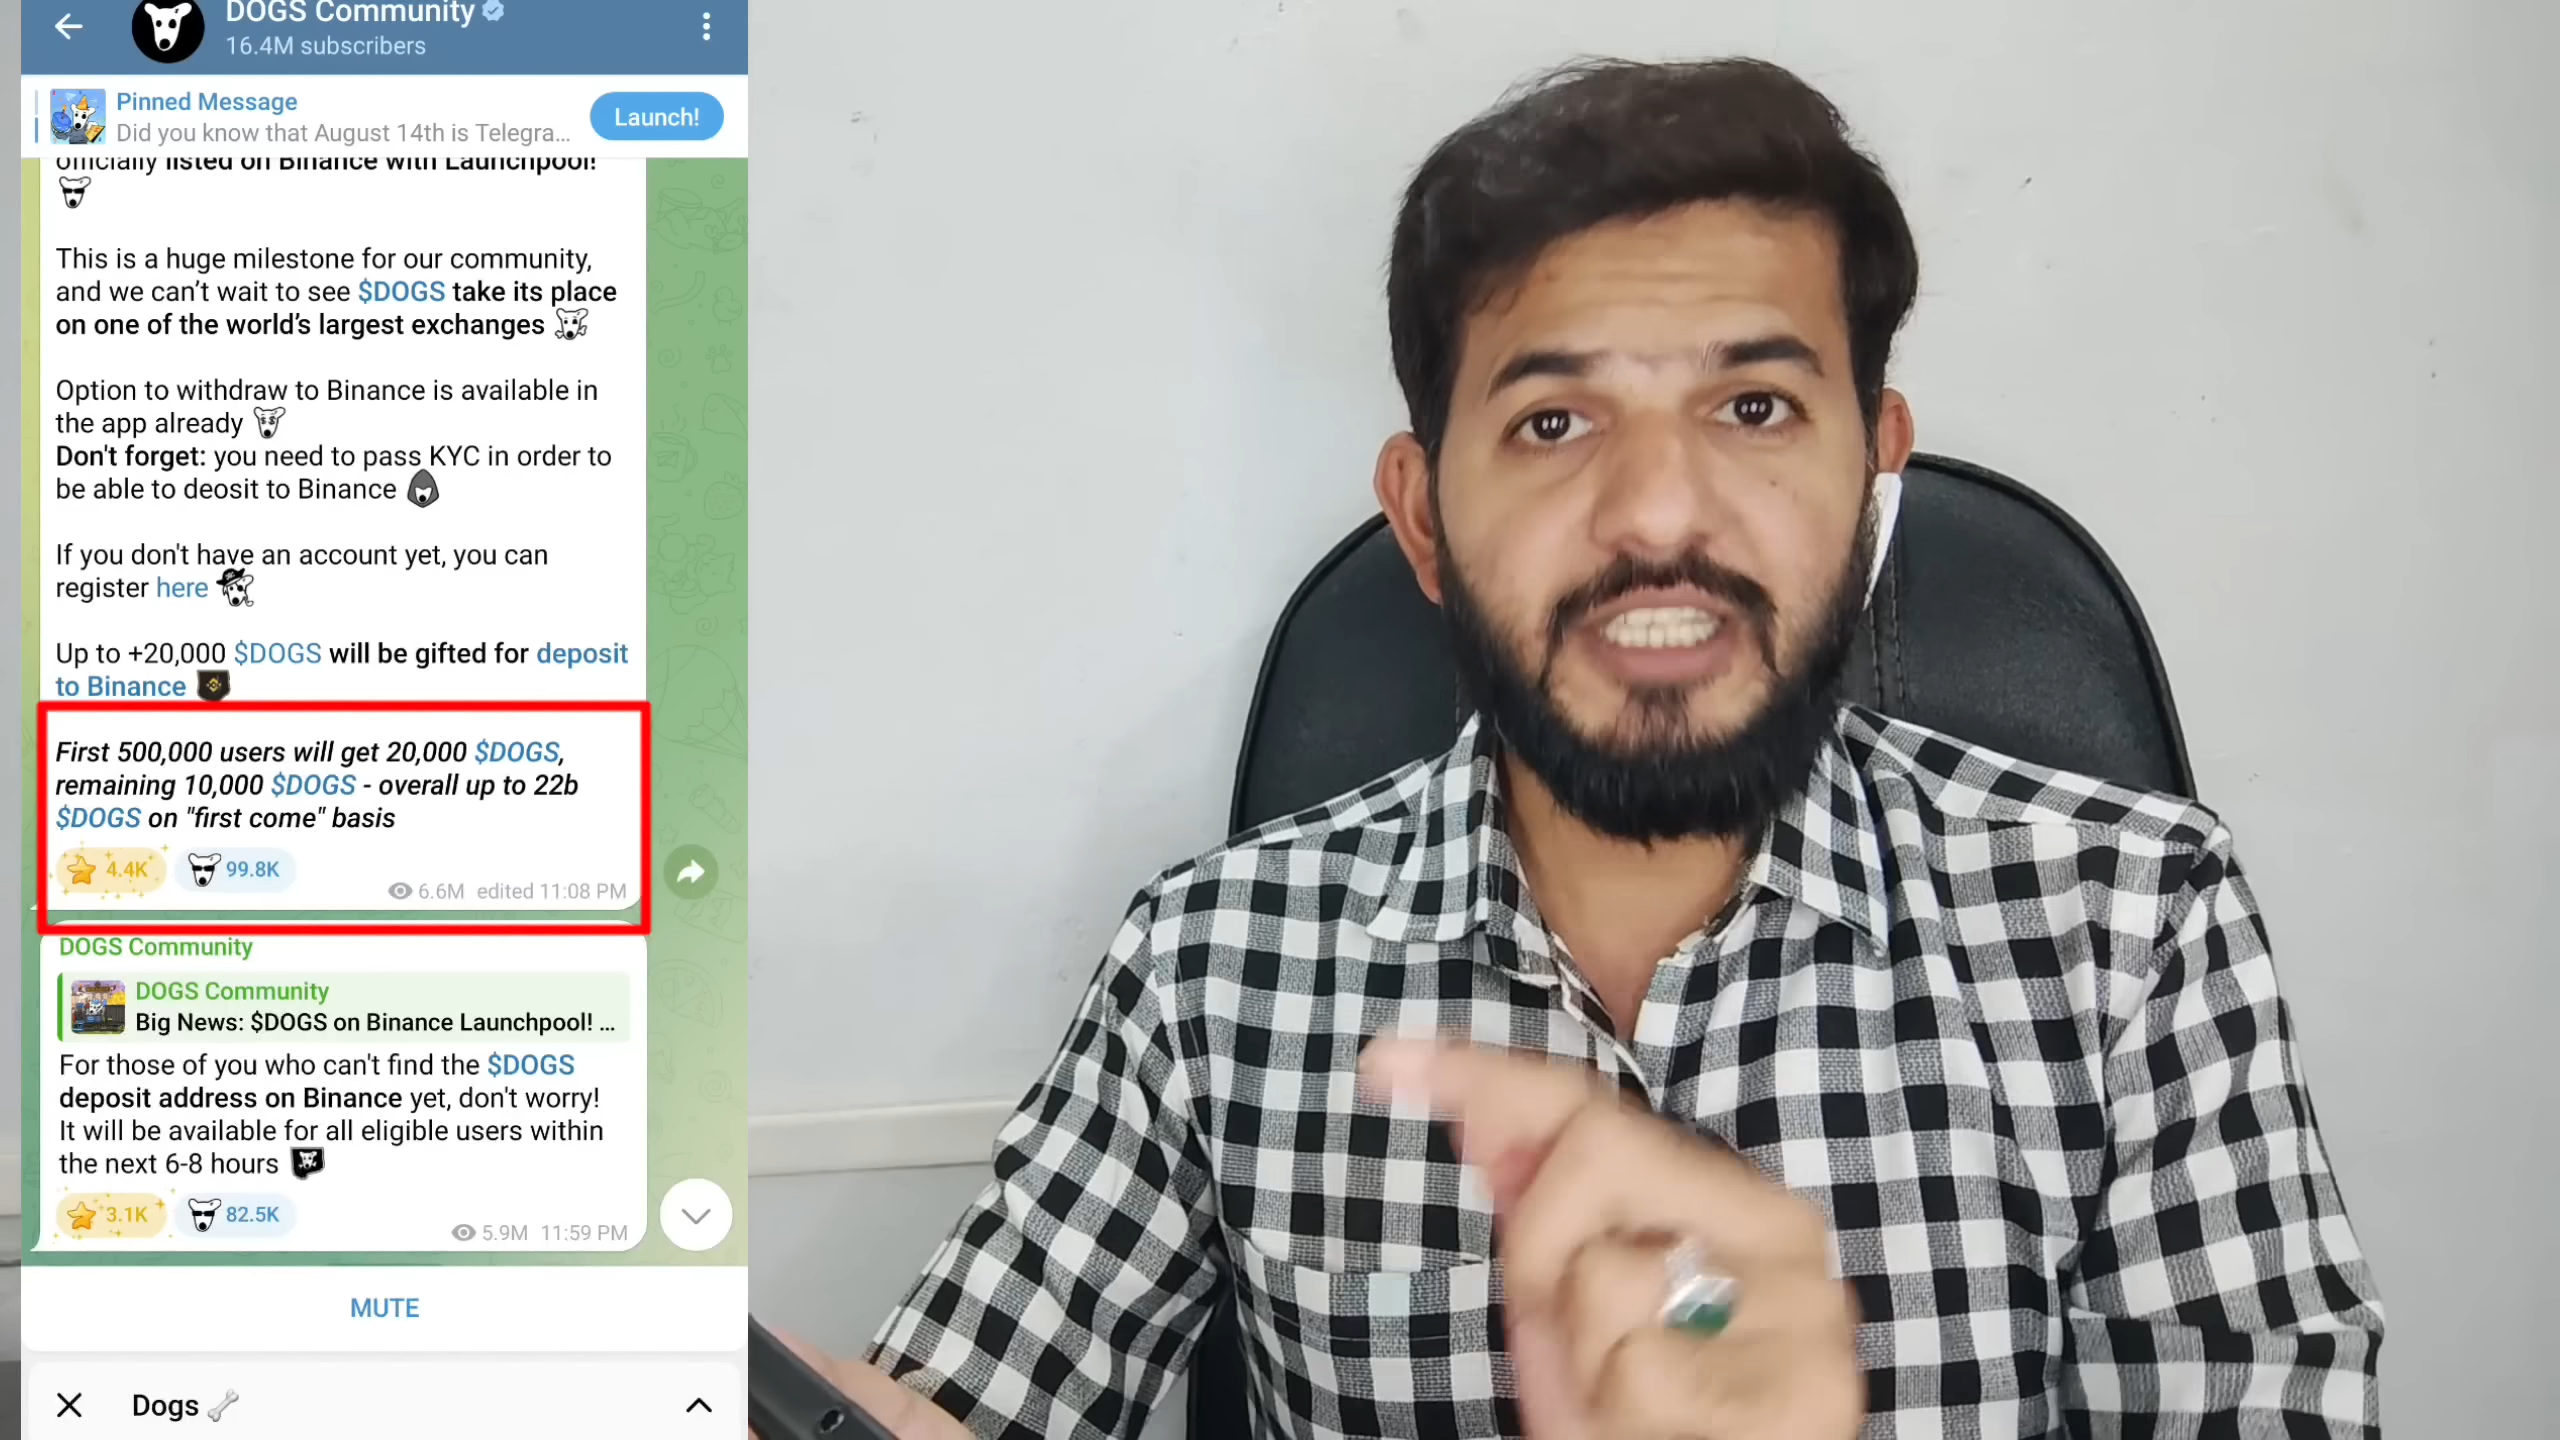 DOGS Community
16.4M subscribers
Pinned Message
Did you know that August 14th is Telegra...
Launch!
officially listed on Binance with Launchpool!
This is a huge milestone for our community,
and we can’t wait to see $DOGS take its place
on one of the world’s largest exchanges
Option to withdraw to Binance is available in
the app already
Don't forget: you need to pass KYC in order to
be able to deosit to Binance
If you don't have an account yet, you can
register here
Up to +20,000 $DOGS will be gifted for deposit
to Binance
First 500,000 users will get 20,000 $DOGS,
remaining 10,000 $DOGS - overall up to 22b
$DOGS on "first come" basis
4.4K 99.8K
6.6M edited 11:08 PM
DOGS Community
DOGS Community
Big News: $DOGS on Binance Launchpool! ...
For those of you who can't find the $DOGS
deposit address on Binance yet, don't worry!
It will be available for all eligible users within
the next 6-8 hours
3.1K 82.5K
5.9M 11:59 PM
MUTE
Dogs